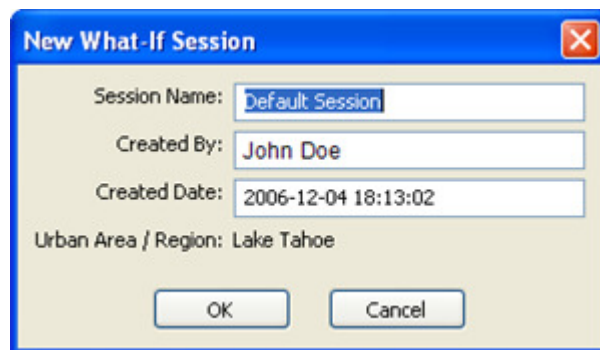 New What-If Session
Session Name: Default Session
Created By: John Doe
Created Date: 2006-12-04 18:13:02
Urban Area / Region: Lake Tahoe
OK Cancel